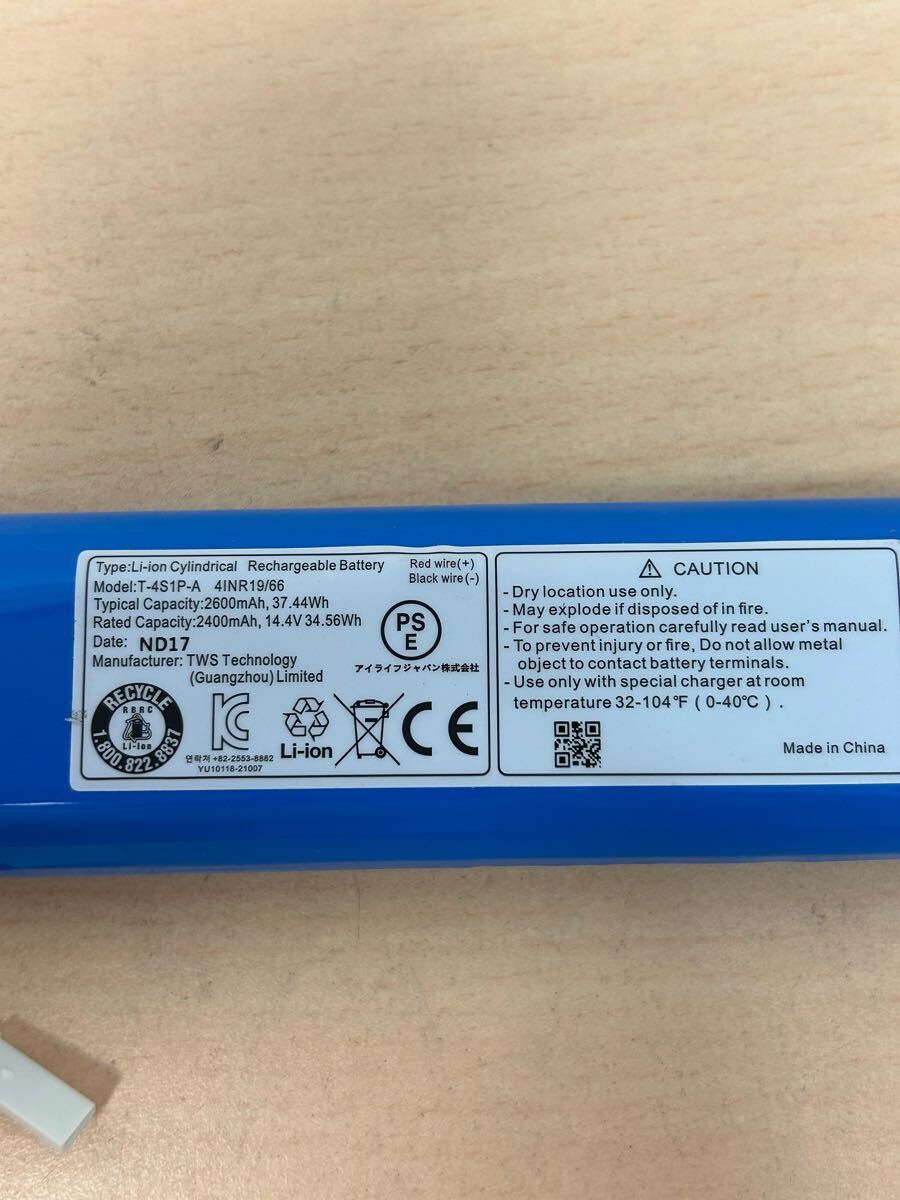 Type:Li-ion Cylindrical Rechargeable Battery
Red wire(+)
Black wire(-)
Model:T-4S1P-A 4INR19/66
Typical Capacity:2600mAh, 37.44Wh
Rated Capacity:2400mAh, 14.4V 34.56Wh
Date: ND17
Manufacturer: TWS Technology
(Guangzhou) Limited
PS
E
アイライフジャパン株式会社
RECYCLE
RBRC
Li-Ion
1.800.822.8837
연락처 +82-2553-8882
YU10118-21007
Li-ion
CE
CAUTION
- Dry location use only.
- May explode if disposed of in fire.
- For safe operation carefully read user's manual.
- To prevent injury or fire, Do not allow metal
object to contact battery terminals.
- Use only with special charger at room
temperature 32-104°F ( 0-40℃ ) .
Made in China